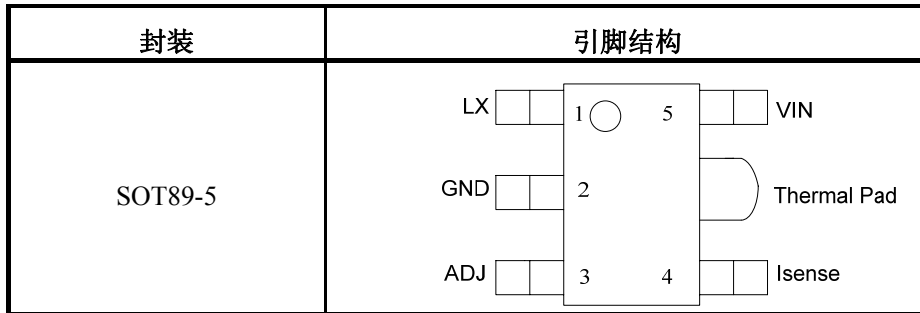 封装 引脚结构
LX 1 5 VIN
SOT89-5 GND 2 Thermal Pad
ADJ 3 4 Isense